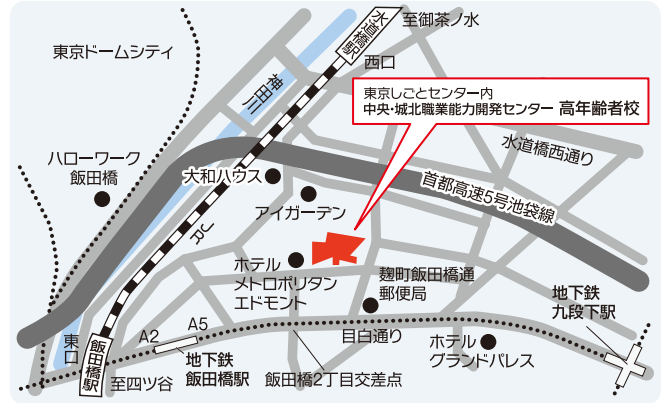 水道橋駅
至御茶ノ水
東京ドームシティ
神田川
西口
東京しごとセンター内
中央・城北職業能力開発センター 高年齢者校
水道橋西通り
ハローワーク
飯田橋
大和ハウス
首都高速5号池袋線
アイガーデン
JR
ホテル
メトロポリタン
エドモント
麹町飯田橋通
郵便局
地下鉄
九段下駅
東口
A2
A5
目白通り
ホテル
グランドパレス
飯田橋駅
地下鉄
飯田橋駅
至四ツ谷
飯田橋2丁目交差点